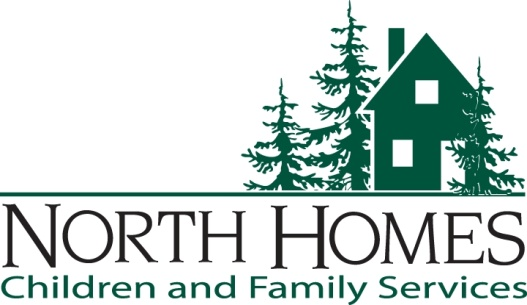 NORTH HOMES
Children and Family Services